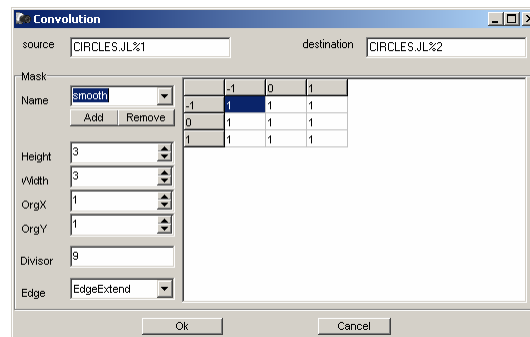 Convolution
source CIRCLES.JL%1 destination CIRCLES.JL%2
Mask
Name smooth
Add Remove
Height 3
Width 3
OrgX 1
OrgY 1
Divisor 9
Edge EdgeExtend
-1 0 1
-1 1 1 1
0 1 1 1
1 1 1 1
Ok Cancel